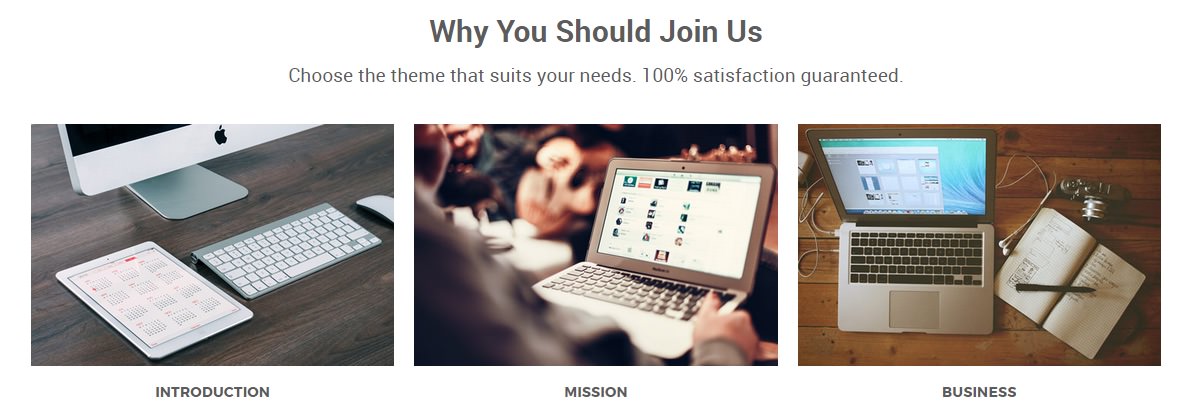 Why You Should Join Us
Choose the theme that suits your needs. 100% satisfaction guaranteed.
INTRODUCTION
MISSION
BUSINESS